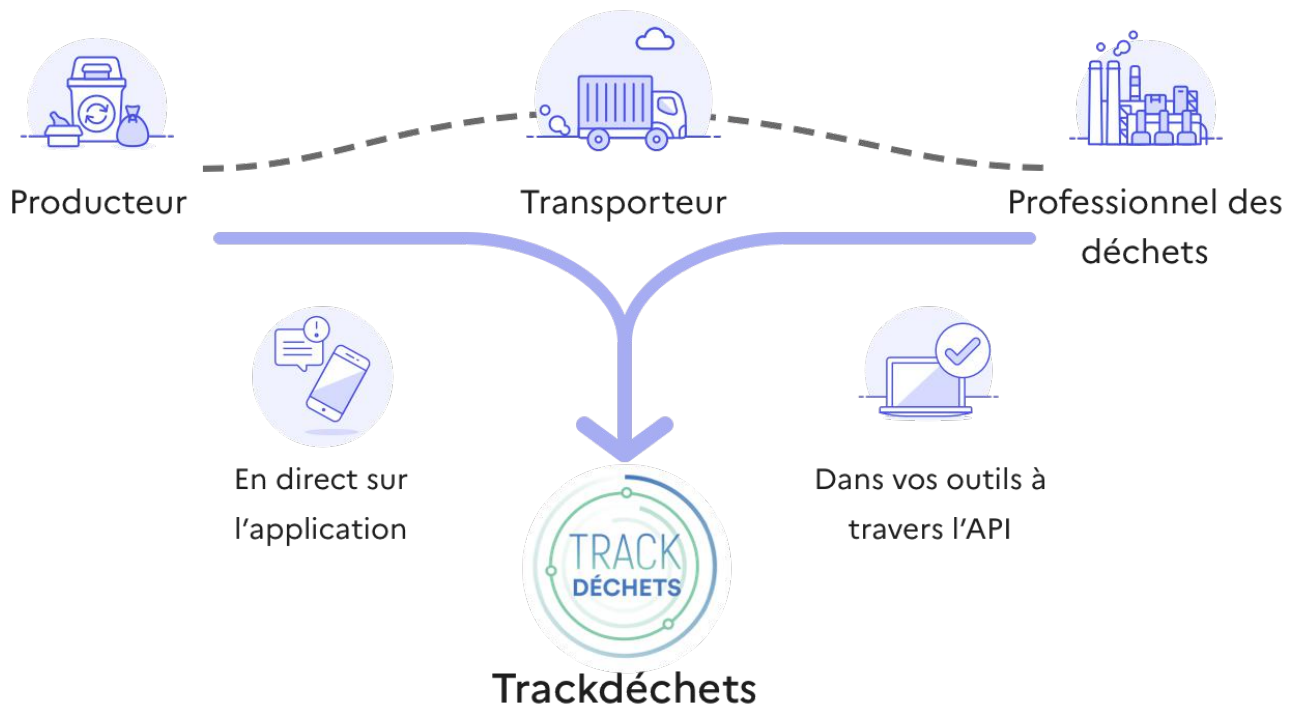 Producteur
Transporteur
Professionnel des
déchets
En direct sur
l’application
Dans vos outils à
travers l’API
TRACK
DÉCHETS
Trackdéchets